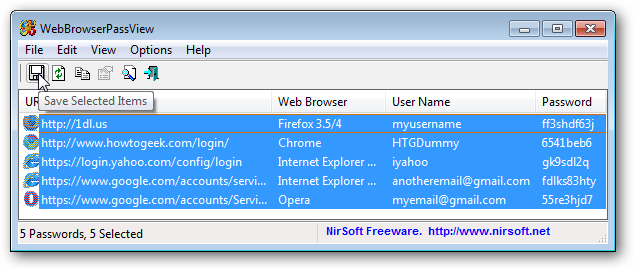 WebBrowserPassView
File Edit View Options Help
Save Selected Items
Web Browser User Name Password
http://1dl.us Firefox 3.5/4 myusername ff3shdf63j
http://www.howtogeek.com/login/ Chrome HTGDummy 6541beb6
https://login.yahoo.com/config/login Internet Explorer ... iyahoo gk9sdl2q
https://www.google.com/accounts/servi... Internet Explorer ... anotheremail@gmail.com fdlks83hty
https://www.google.com/accounts/Servi... Opera myemail@gmail.com 55re3hjd7
5 Passwords, 5 Selected NirSoft Freeware. http://www.nirsoft.net